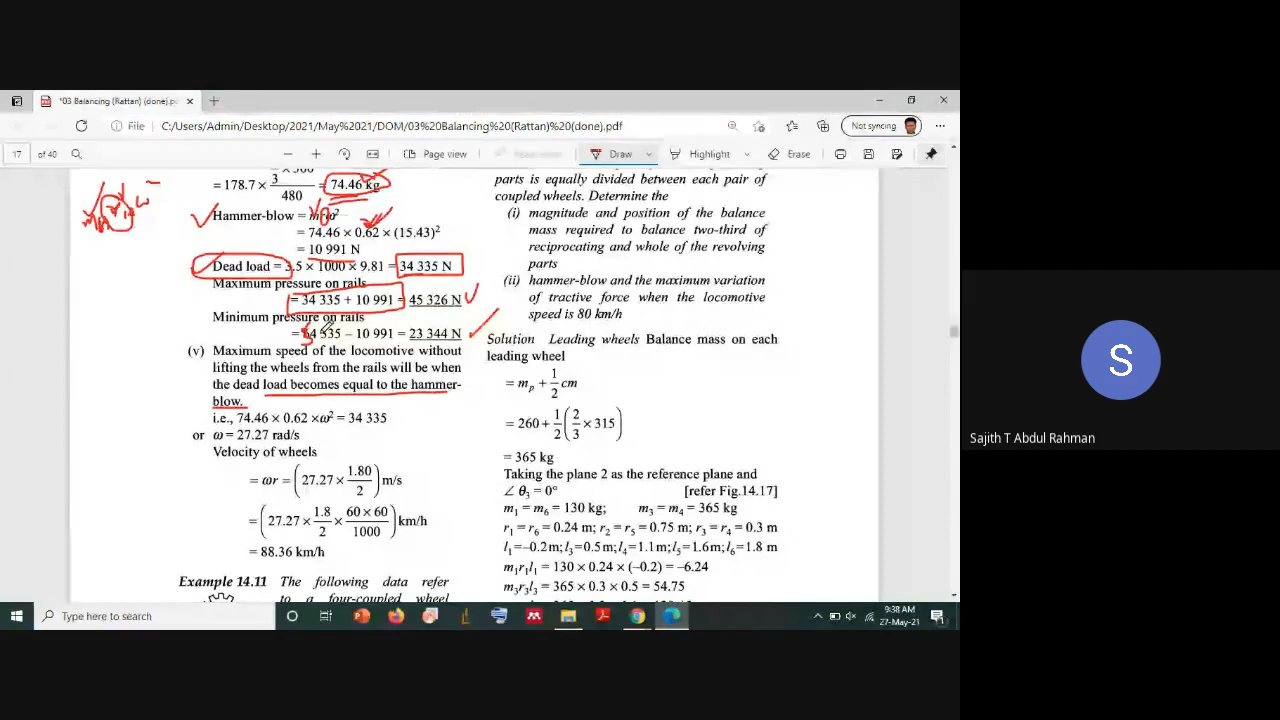 *03 Balancing (Rattan) (done).p
File C:/Users/Admin/Desktop/2021/May%2021/DOM/03%20Balancing%20(Rattan)%20(done).pdf
Not syncing
17 of 40
Page view
Draw
Highlight
Erase
= 178.7 × 3
480
= 74.46 kg
Hammer-blow = mrω²
= 74.46 × 0.62 × (15.43)²
= 10 991 N
Dead load = 3.5 × 1000 × 9.81 = 34 335 N
Maximum pressure on rails
= 34 335 + 10 991 = 45 326 N
Minimum pressure on rails
4 335 – 10 991 = 23 344 N
(v) Maximum speed of the locomotive without
lifting the wheels from the rails will be when
the dead load becomes equal to the hammer-
blow.
i.e., 74.46 × 0.62 ×ω² = 34 335
or ω = 27.27 rad/s
Velocity of wheels
= ωr = (27.27 × 1.80/2) m/s
= (27.27 × 1.8/2 × 60 × 60/1000) km/h
= 88.36 km/h
Example 14.11 The following data refer
to a four-coupled wheel
parts is equally divided between each pair of
coupled wheels. Determine the
(i) magnitude and position of the balance
mass required to balance two-third of
reciprocating and whole of the revolving
parts
(ii) hammer-blow and the maximum variation
of tractive force when the locomotive
speed is 80 km/h
Solution Leading wheels Balance mass on each
leading wheel
= mp + 1/2 cm
= 260 + 1/2 (2/3 × 315)
= 365 kg
Taking the plane 2 as the reference plane and
∠ θ3 = 0° [refer Fig.14.17]
m1 = m6 = 130 kg; m3 = m4 = 365 kg
r1 = r6 = 0.24 m; r2 = r5 = 0.75 m; r3 = r4 = 0.3 m
l1=–0.2m; l3=0.5m; l4=1.1m; l5=1.6m; l6=1.8 m
m1r1l1 = 130 × 0.24 × (–0.2) = –6.24
m3r3l3 = 365 × 0.3 × 0.5 = 54.75
S
Sajith T Abdul Rahman
Type here to search
9:38 AM
27-May-21